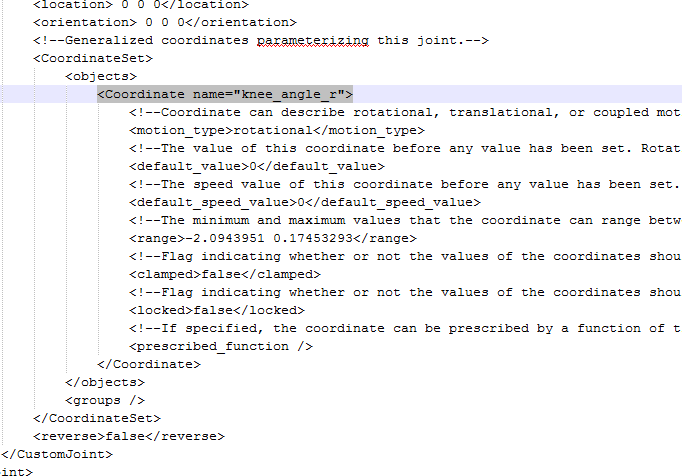 <location> 0 0 0</location>
<orientation> 0 0 0</orientation>
<!--Generalized coordinates parameterizing this joint.-->
<CoordinateSet>
<objects>
<Coordinate name="knee_angle_r">
<!--Coordinate can describe rotational, translational, or coupled mot
<motion_type>rotational</motion_type>
<!--The value of this coordinate before any value has been set. Rotat
<default_value>0</default_value>
<!--The speed value of this coordinate before any value has been set.
<default_speed_value>0</default_speed_value>
<!--The minimum and maximum values that the coordinate can range betw
<range>-2.0943951 0.17453293</range>
<!--Flag indicating whether or not the values of the coordinates shou
<clamped>false</clamped>
<!--Flag indicating whether or not the values of the coordinates shou
<locked>false</locked>
<!--If specified, the coordinate can be prescribed by a function of t
<prescribed_function />
</Coordinate>
</objects>
<groups />
</CoordinateSet>
<reverse>false</reverse>
</CustomJoint>
int>